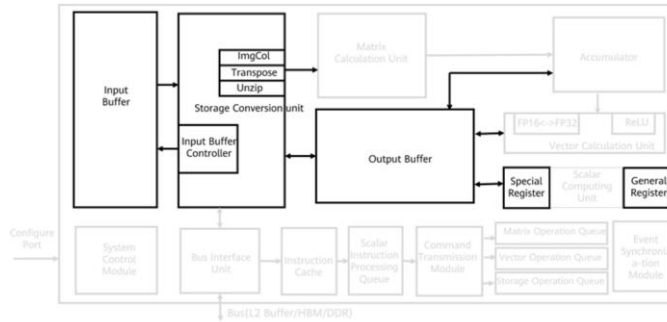 ImgCol
Transpose
Unzip
Storage Conversion unit
Input
Buffer
Input Buffer
Controller
Matrix
Calculation Unit
Accumulator
Output Buffer
FP16<->FP32
ReLU
Vector Calculation Unit
Special
Register
Scalar
Computing
Unit
General
Register
Configure
Port
System
Control
Module
Bus Interface
Unit
Instruction
Cache
Scalar
Instruction
Processing
Queue
Command
Transmission
Module
Matrix Operation Queue
Vector Operation Queue
Storage Operation Queue
Event
Synchroniz
a-tion
Module
Bus(L2 Buffer/HBM/DDR)